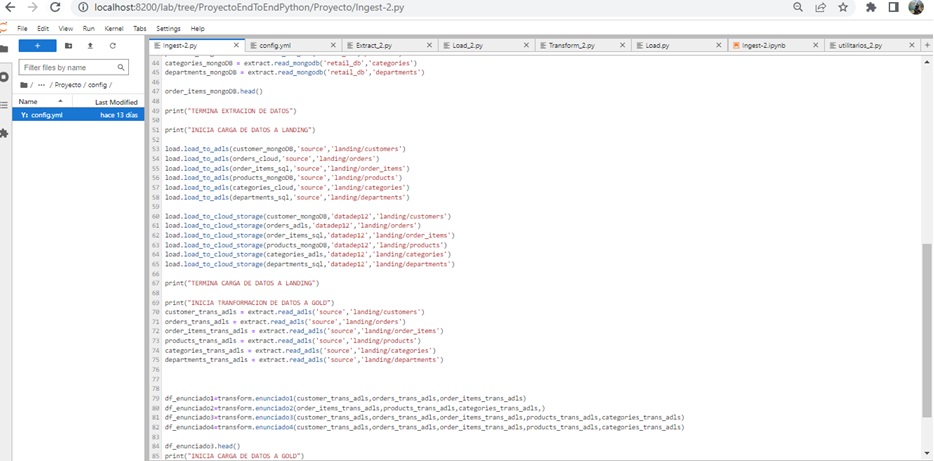 localhost:8200/lab/tree/ProyectoEndToEndPython/Proyecto/Ingest-2.py
File Edit View Run Kernel Tabs Settings Help
+
Filter files by name
/ ··· / Proyecto / config /
Name Last Modified
config.yml hace 13 días
Ingest-2.py config.yml Extract_2.py Load_2.py Transform_2.py Load.py Ingest-2.ipynb utilitarios_2.py
44 categories_mongoDB = extract.read_mongodb('retail_db','categories')
45 departments_mongoDB = extract.read_mongodb('retail_db','departments')
46
47 order_items_mongoDB.head()
48
49 print("TERMINA EXTRACION DE DATOS")
50
51 print("INICIA CARGA DE DATOS A LANDING")
52
53 load.load_to_adls(customer_mongoDB,'source','landing/customers')
54 load.load_to_adls(orders_cloud,'source','landing/orders')
55 load.load_to_adls(order_items_sql,'source','landing/order_items')
56 load.load_to_adls(products_mongoDB,'source','landing/products')
57 load.load_to_adls(categories_cloud,'source','landing/categories')
58 load.load_to_adls(departments_sql,'source','landing/departments')
59
60 load.load_to_cloud_storage(customer_mongoDB,'datadep12','landing/customers')
61 load.load_to_cloud_storage(orders_adls,'datadep12','landing/orders')
62 load.load_to_cloud_storage(order_items_sql,'datadep12','landing/order_items')
63 load.load_to_cloud_storage(products_mongoDB,'datadep12','landing/products')
64 load.load_to_cloud_storage(categories_adls,'datadep12','landing/categories')
65 load.load_to_cloud_storage(departments_sql,'datadep12','landing/departments')
66
67 print("TERMINA CARGA DE DATOS A LANDING")
68
69 print("INICIA TRANFORMACION DE DATOS A GOLD")
70 customer_trans_adls = extract.read_adls('source','landing/customers')
71 orders_trans_adls = extract.read_adls('source','landing/orders')
72 order_items_trans_adls = extract.read_adls('source','landing/order_items')
73 products_trans_adls = extract.read_adls('source','landing/products')
74 categories_trans_adls = extract.read_adls('source','landing/categories')
75 departments_trans_adls = extract.read_adls('source','landing/departments')
76
77
78
79 df_enunciado1=transform.enunciado1(customer_trans_adls,orders_trans_adls,order_items_trans_adls)
80 df_enunciado2=transform.enunciado2(order_items_trans_adls,products_trans_adls,categories_trans_adls,)
81 df_enunciado3=transform.enunciado3(customer_trans_adls,orders_trans_adls,order_items_trans_adls,products_trans_adls,categories_trans_adls)
82 df_enunciado4=transform.enunciado4(customer_trans_adls,orders_trans_adls,order_items_trans_adls,products_trans_adls,categories_trans_adls)
83
84 df_enunciado3.head()
85 print("INICIA CARGA DE DATOS A GOLD")